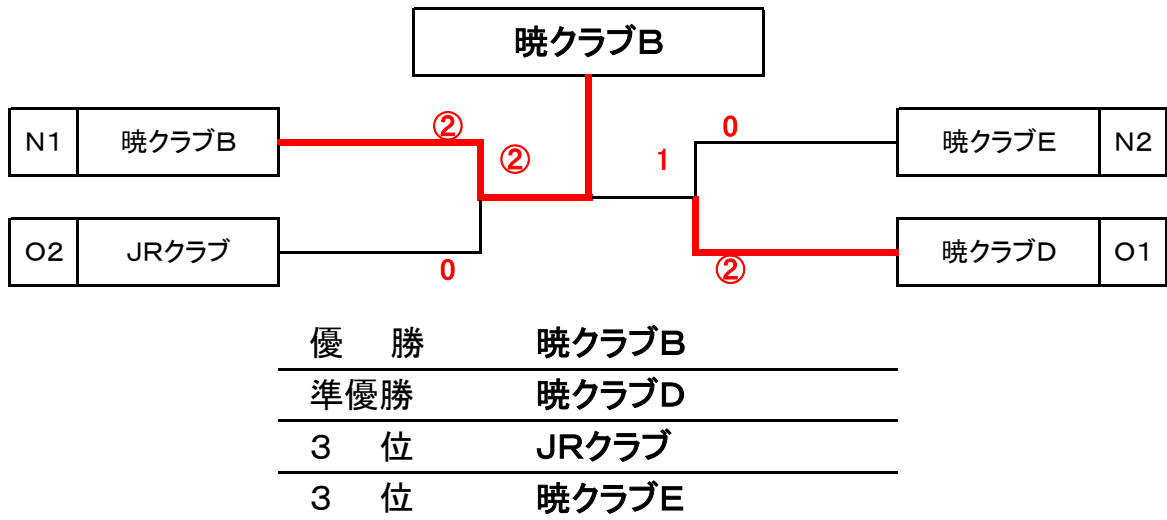 暁クラブB
N1 暁クラブB ② ② 1 0 暁クラブE N2
O2 JRクラブ 0 ② 暁クラブD O1
優 勝 暁クラブB
準優勝 暁クラブD
3 位 JRクラブ
3 位 暁クラブE